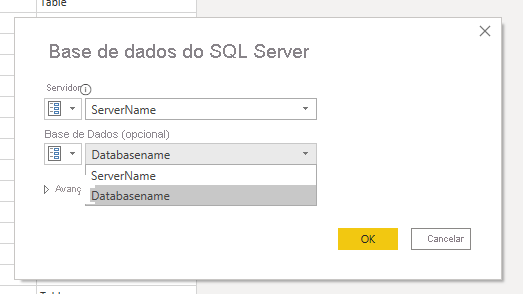 Table
Base de dados do SQL Server
Servidor
ServerName
Base de Dados (opcional)
Databasename
ServerName
Avanç
Databasename
OK
Cancelar